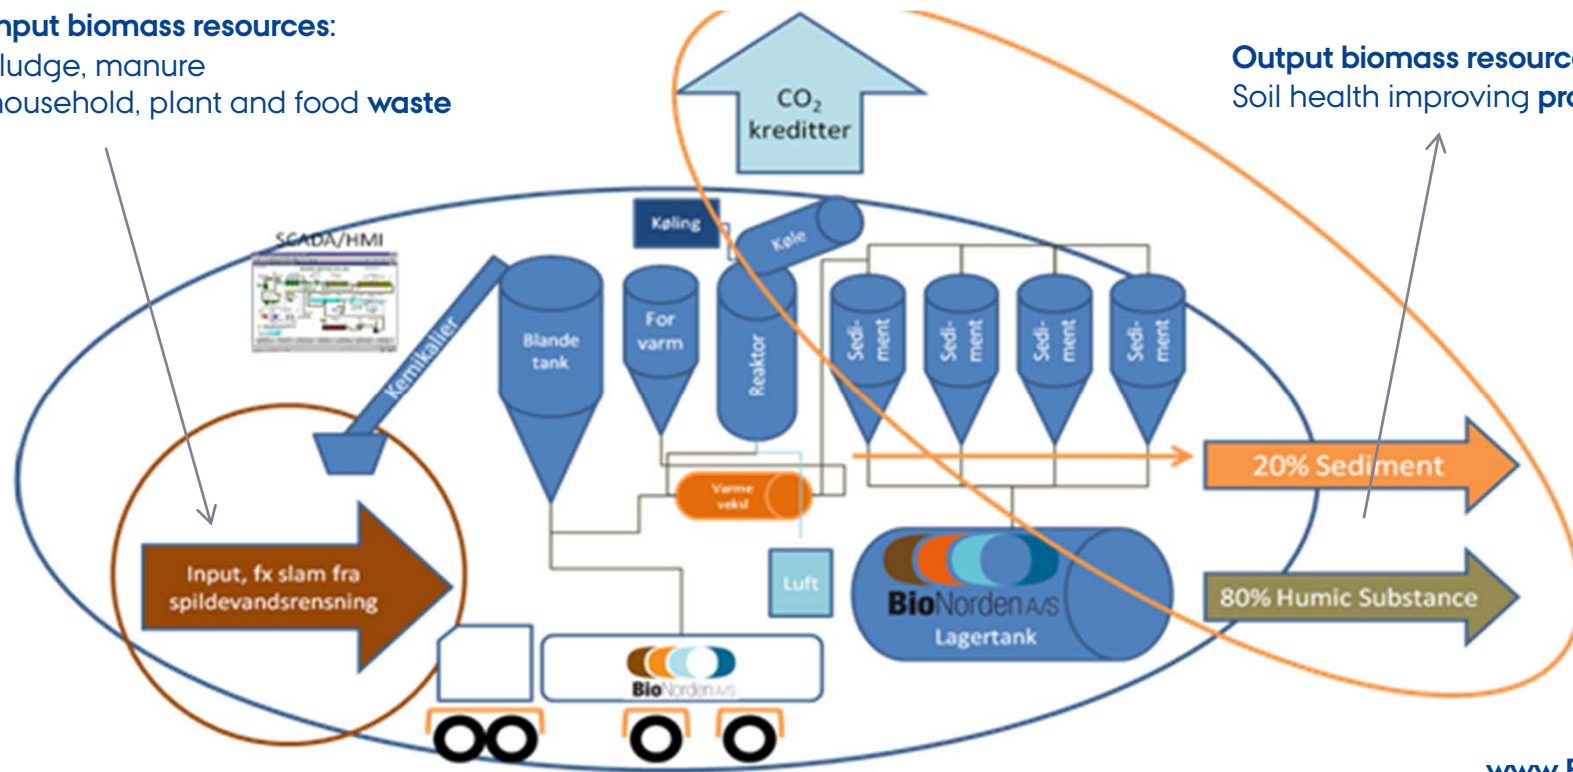 nput biomass resources:
ludge, manure
ousehold, plant and food waste
Output biomass resourc
Soil health improving pro
CO₂
kreditter
SCADA/HMI
Køling
Køle
Kemikalier
Blande
tank
For
varm
Reaktor
Sedi-
ment
Sedi-
ment
Sedi-
ment
Sedi-
ment
Varme
veksl
20% Sediment
Input, fx slam fra
spildevandsrensning
Luft
BioNorden A/S
Lagertank
80% Humic Substance
BioNorden A/S